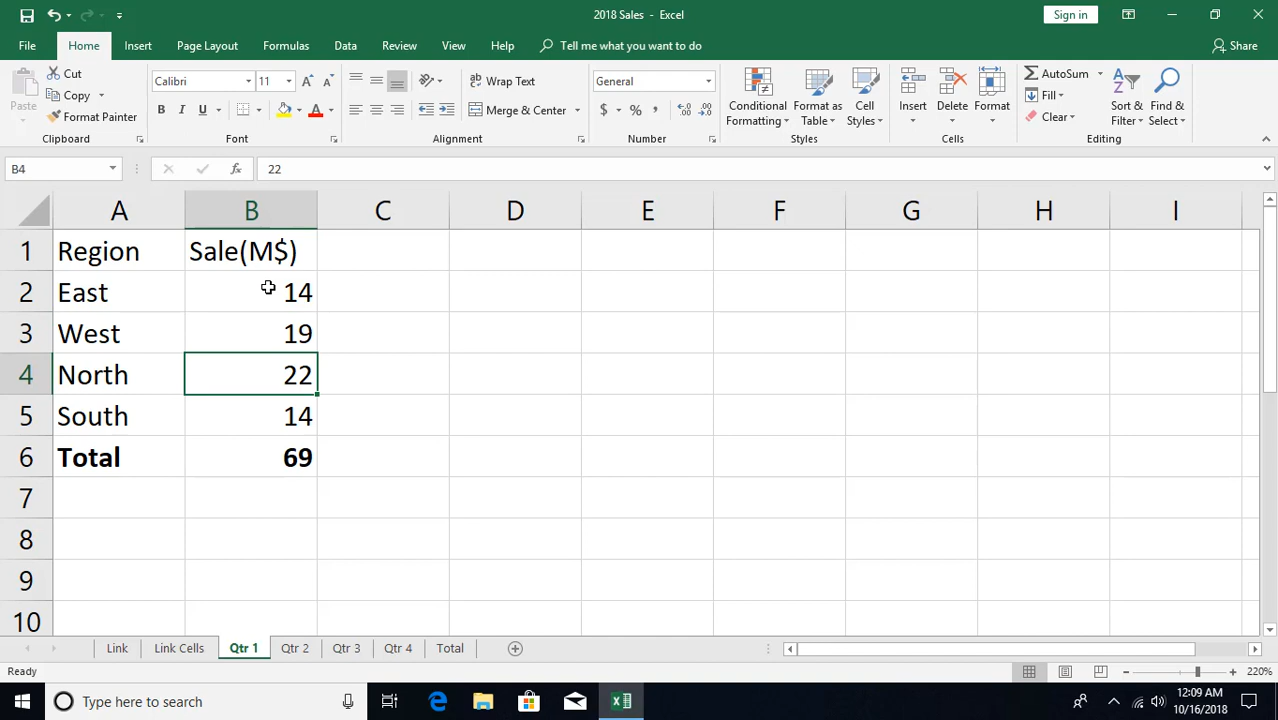 2018 Sales - Excel
Sign in
File Home Insert Page Layout Formulas Data Review View Help Tell me what you want to do Share
Paste
Cut
Copy
Format Painter
Calibri 11
B I U A
A A
Wrap Text
Merge & Center
General
$ % ,
Conditional Formatting
Format as Table
Cell Styles
Insert
Delete
Format
AutoSum
Fill
Clear
Sort & Filter
Find & Select
Clipboard Font Alignment Number Styles Cells Editing
B4 fx 22
A B C D E F G H I
1 Region Sale(M$)
2 East 14
3 West 19
4 North 22
5 South 14
6 Total 69
7
8
9
10
Link Link Cells Qtr 1 Qtr 2 Qtr 3 Qtr 4 Total
Ready 220%
Type here to search
12:09 AM
10/16/2018